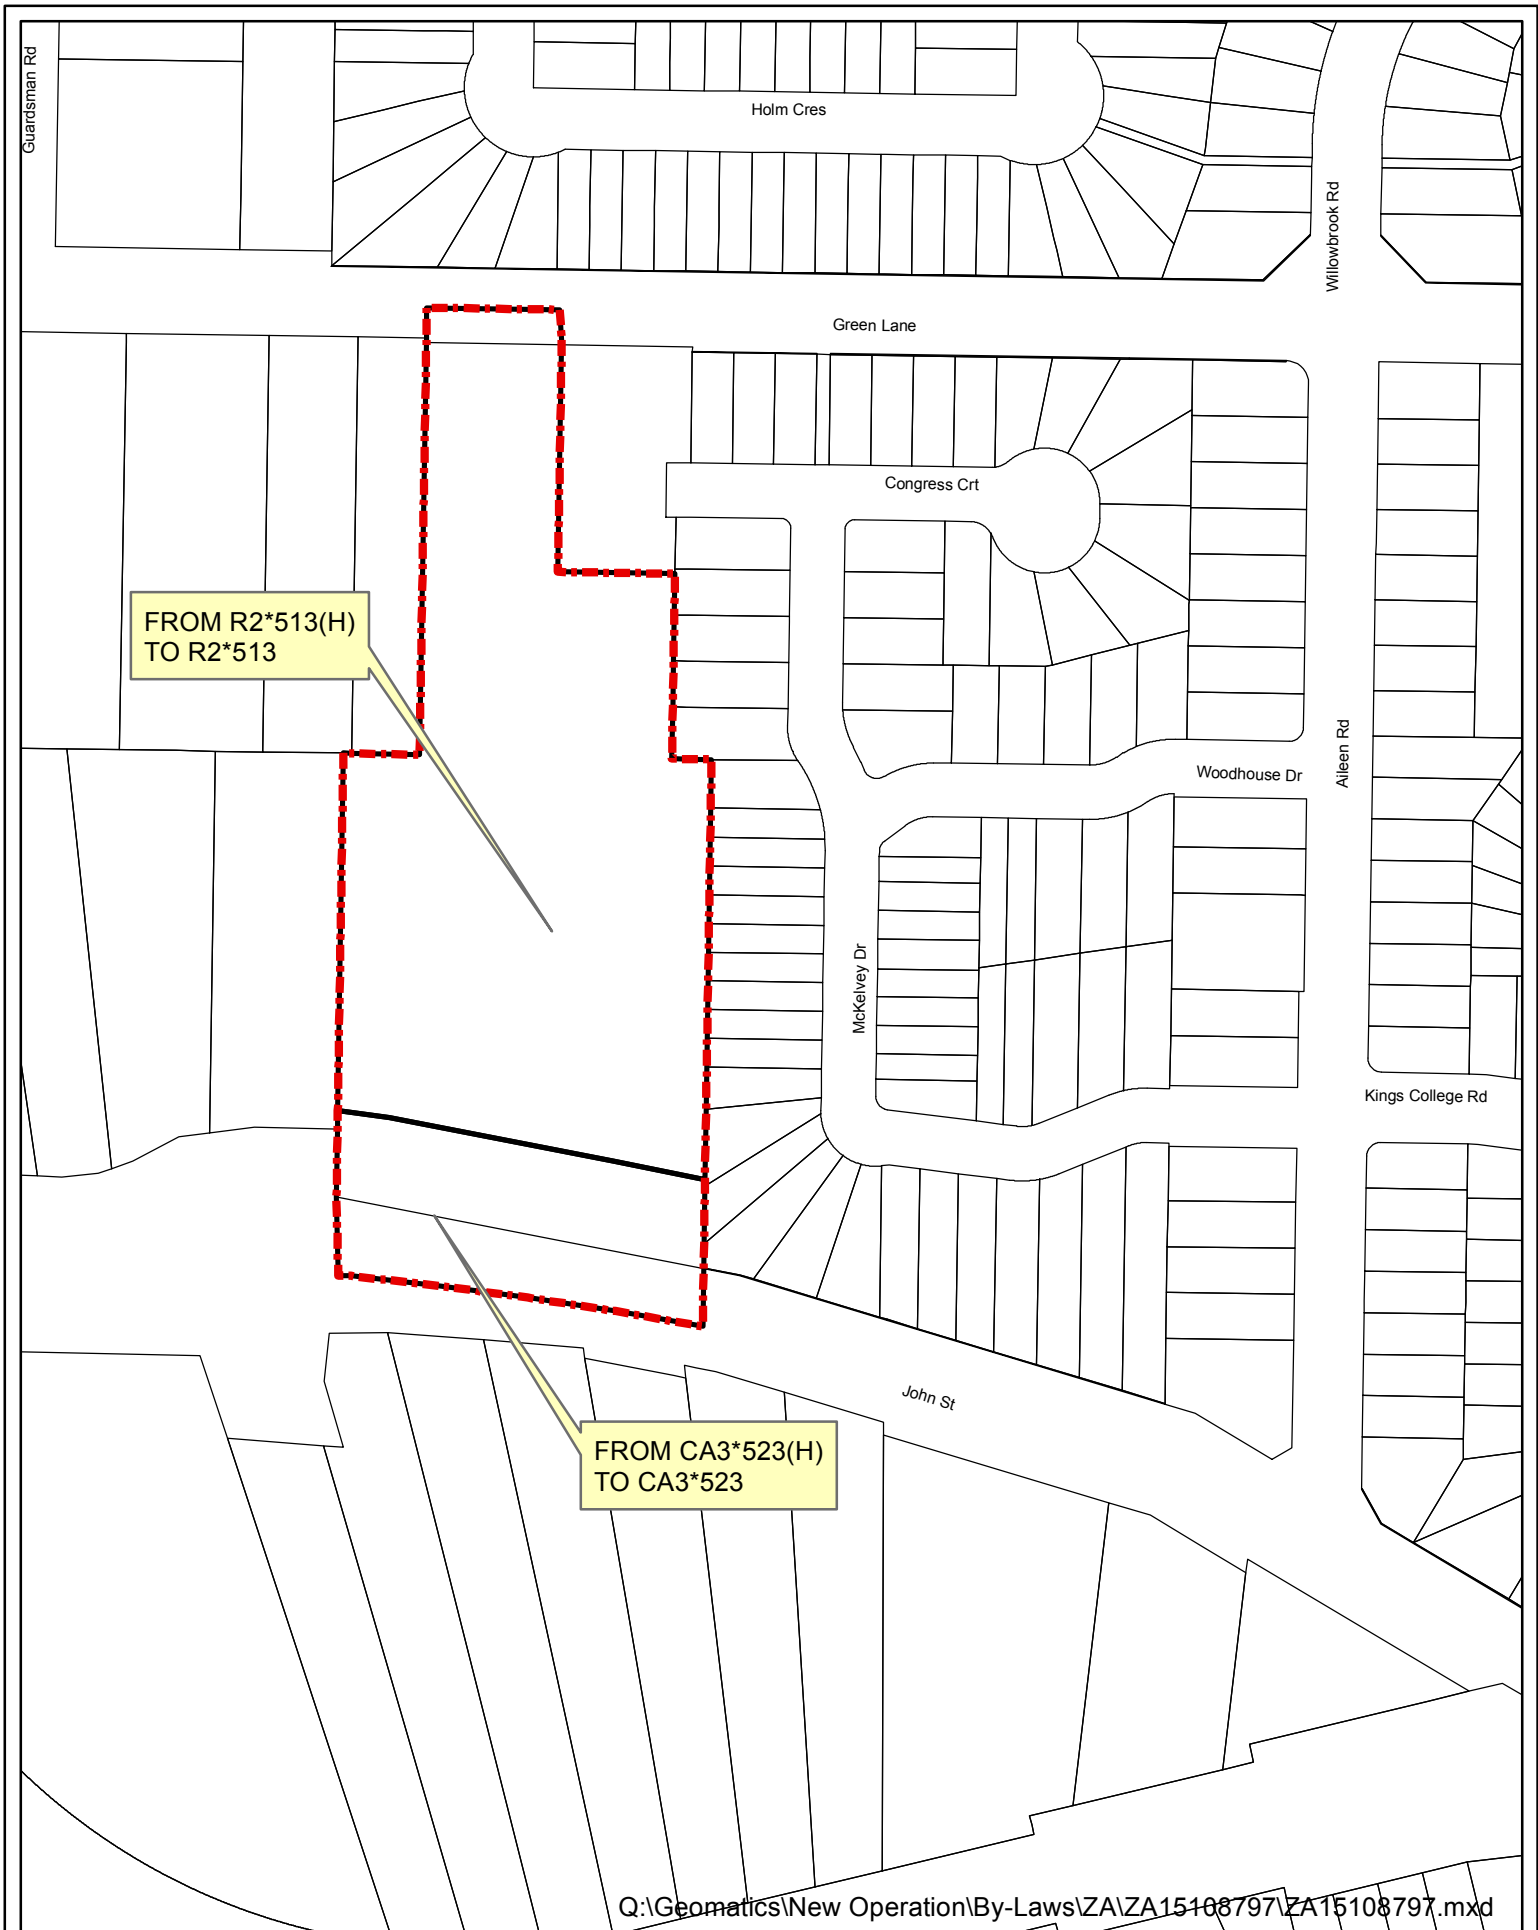 Guardsman Rd
Holm Cres
Willowbrook Rd
Green Lane
Congress Crt
FROM R2*513(H)
TO R2*513
Woodhouse Dr
Aileen Rd
McKelvey Dr
Kings College Rd
John St
FROM CA3*523(H)
TO CA3*523
Q:\Geomatics\New Operation\By-Laws\ZA\ZA15108797\ZA15108797.mxd